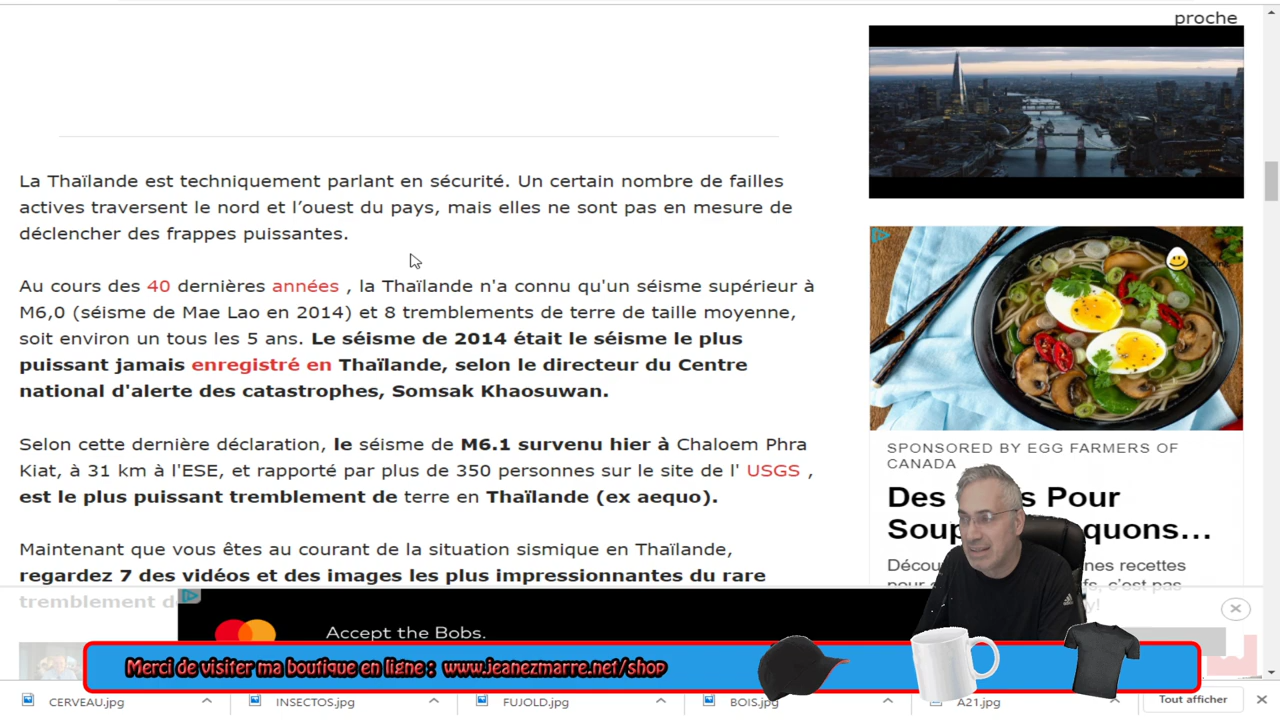 proche
La Thaïlande est techniquement parlant en sécurité. Un certain nombre de failles
actives traversent le nord et l’ouest du pays, mais elles ne sont pas en mesure de
déclencher des frappes puissantes.
Au cours des 40 dernières années , la Thaïlande n'a connu qu'un séisme supérieur à
M6,0 (séisme de Mae Lao en 2014) et 8 tremblements de terre de taille moyenne,
soit environ un tous les 5 ans. Le séisme de 2014 était le séisme le plus
puissant jamais enregistré en Thaïlande, selon le directeur du Centre
national d'alerte des catastrophes, Somsak Khaosuwan.
Selon cette dernière déclaration, le séisme de M6.1 survenu hier à Chaloem Phra
Kiat, à 31 km à l'ESE, et rapporté par plus de 350 personnes sur le site de l' USGS ,
est le plus puissant tremblement de terre en Thaïlande (ex aequo).
Maintenant que vous êtes au courant de la situation sismique en Thaïlande,
regardez 7 des vidéos et des images les plus impressionnantes du rare
tremblement
SPONSORED BY EGG FARMERS OF
CANADA
Des Pour
Soup
Accept the Bobs.
Merci de visiter ma boutique en ligne : www.jeanezmarre.net/shop
CERVEAU.jpg
INSECTOS.jpg
FUJOLD.jpg
BOIS.jpg
A21.jpg
Tout afficher